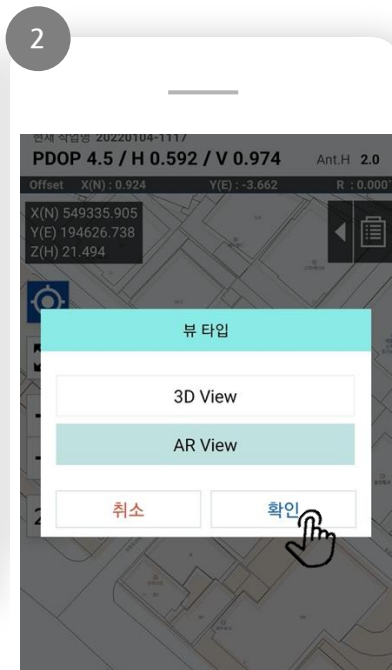 2
현재 작업명 20220104-1117
PDOP 4.5 / H 0.592 / V 0.974 Ant.H 2.0
Offset X(N) : 0.924 Y(E) : -3.662 R : 0.000°
X(N) 549335.905
Y(E) 194626.738
Z(H) 21.494
뷰 타입
3D View
AR View
취소 확인
2